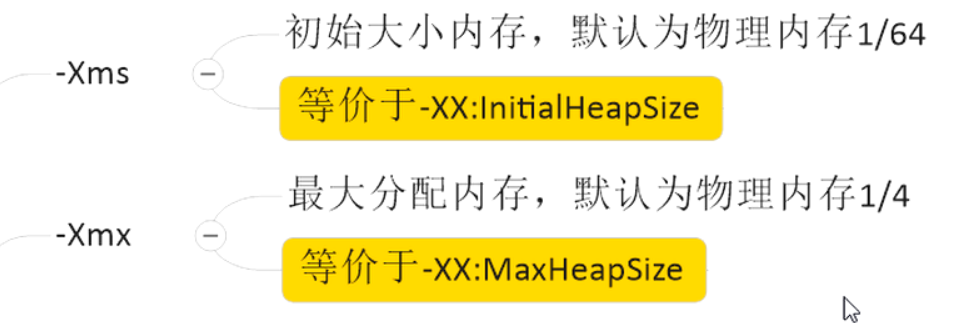 -Xms
初始大小内存，默认为物理内存1/64
等价于-XX:InitialHeapSize
-Xmx
最大分配内存，默认为物理内存1/4
等价于-XX:MaxHeapSize